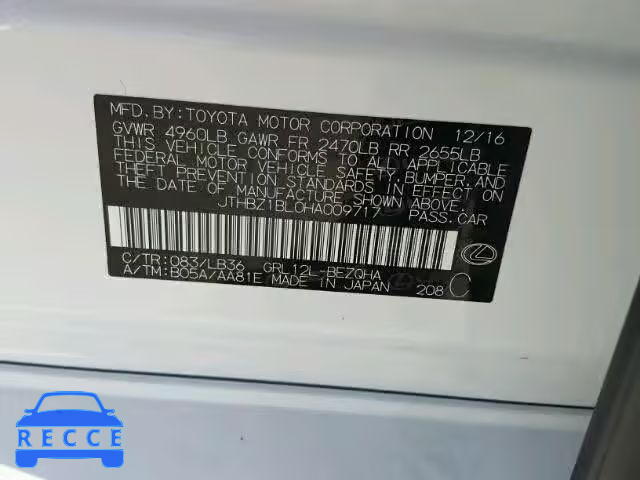 MFD. BY: TOYOTA MOTOR CORPORATION 12/16
GVWR 4960LB GAWR FR 2470LB RR 2655LB
THIS VEHICLE CONFORMS TO ALL APPLICABLE
FEDERAL MOTOR VEHICLE SAFETY, BUMPER, AND
THEFT PREVENTION STANDARDS IN EFFECT ON
THE DATE OF MANUFACTURE SHOWN ABOVE.
JTHBZ1BL0HA009717 PASS.CAR
C/TR: 083/LB36 GRL12L-BEZQHA
A/TM: B05A/AA81E MADE IN JAPAN 208 C
RECCE